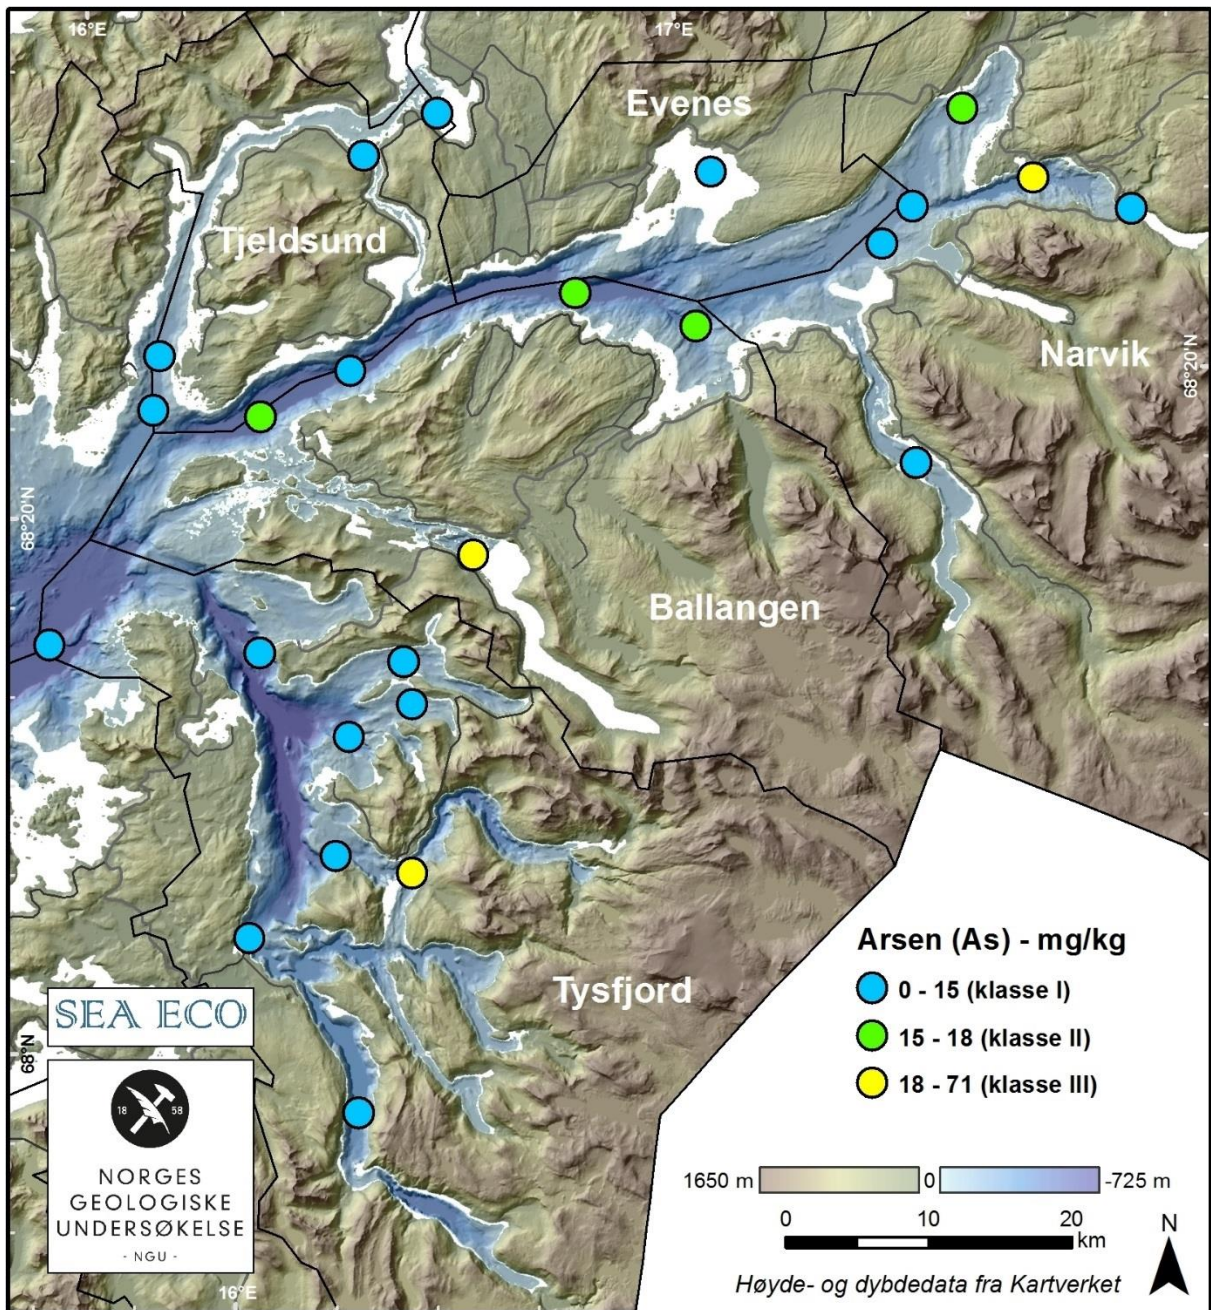 16°E
17°E
Evenes
Tjeldsund
Narvik
68°20'N
68°20'N
Ballangen
Tysfjord
68°N
16°E
Arsen (As) - mg/kg
0 - 15 (klasse I)
15 - 18 (klasse II)
18 - 71 (klasse III)
SEA ECO
18 58
NORGES
GEOLOGISKE
UNDERSØKELSE
- NGU -
1650 m 0 -725 m
0 10 20
km
N
Høyde- og dybdedata fra Kartverket